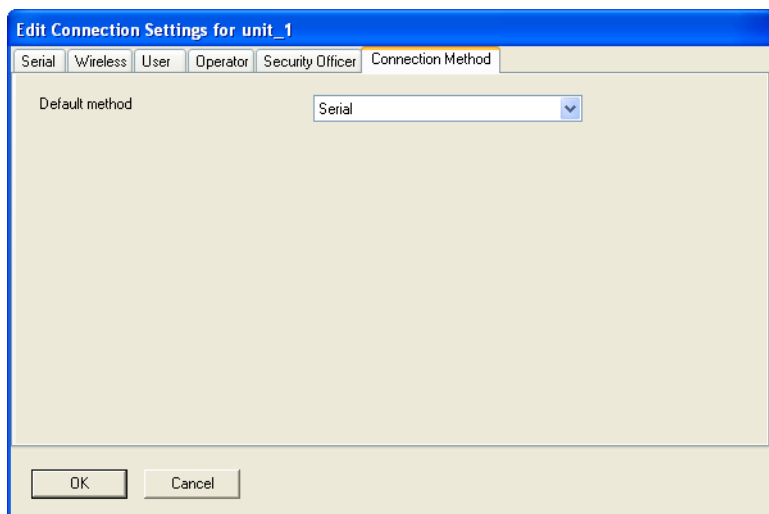 Edit Connection Settings for unit_1
Serial Wireless User Operator Security Officer Connection Method
Default method Serial
OK Cancel